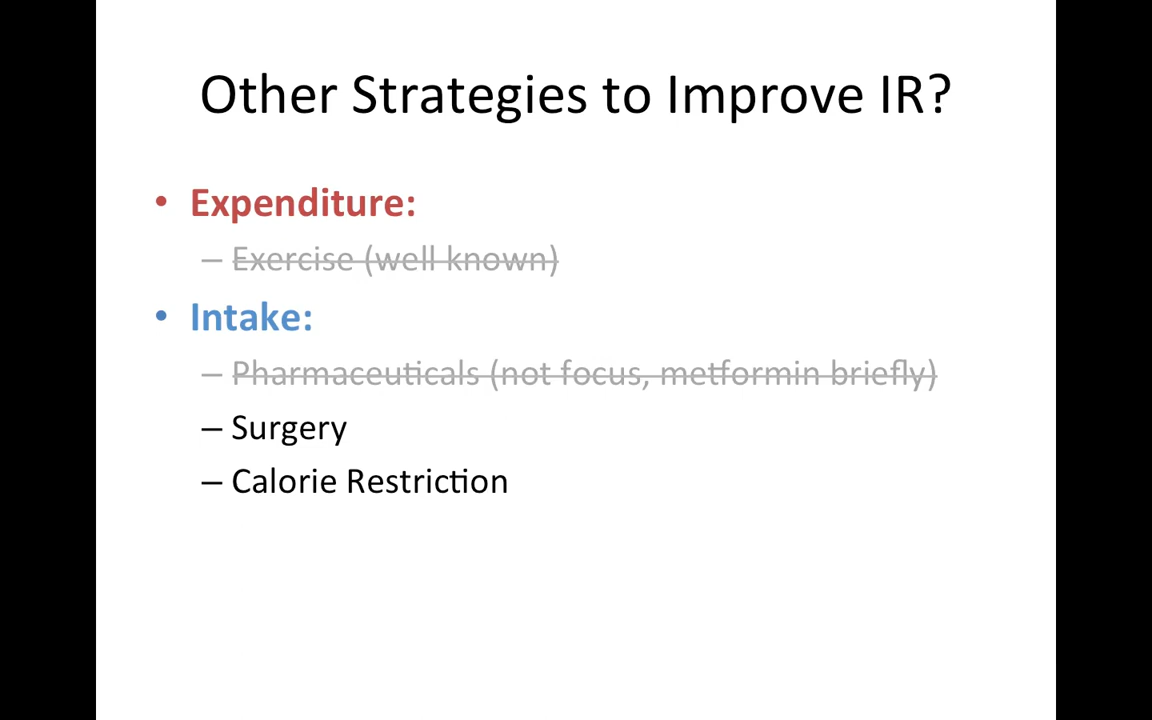 Other Strategies to Improve IR?
• Expenditure:
– Exercise (well known)
• Intake:
– Pharmaceuticals (not focus, metformin briefly)
– Surgery
– Calorie Restriction